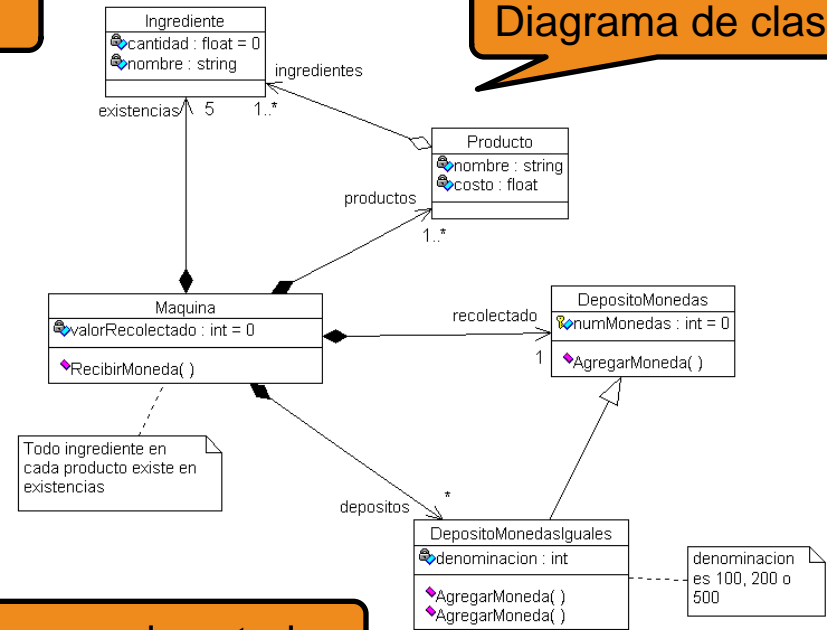 Diagrama de clas
Ingrediente
cantidad : float = 0
nombre : string
ingredientes
existencias
5
1..*
Producto
nombre : string
costo : float
productos
1..*
Maquina
valorRecolectado : int = 0
RecibirMoneda( )
recolectado
1
DepositoMonedas
numMonedas : int = 0
AgregarMoneda( )
Todo ingrediente en
cada producto existe en
existencias
depositos
*
DepositoMonedasIguales
denominacion : int
AgregarMoneda( )
AgregarMoneda( )
denominacion
es 100, 200 o
500